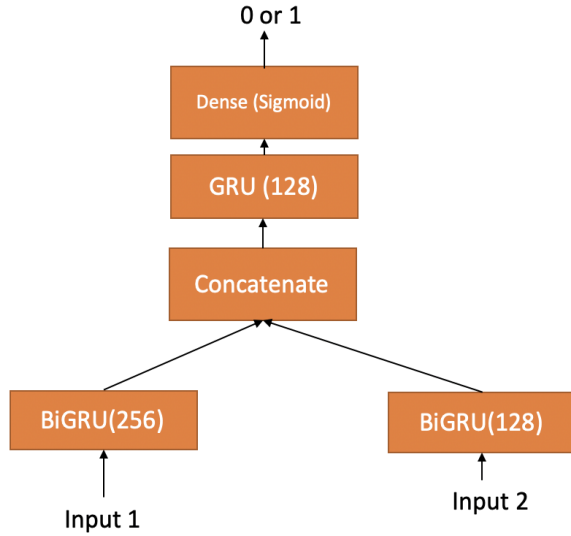 0 or 1
Dense (Sigmoid)
GRU (128)
Concatenate
BiGRU(256)
BiGRU(128)
Input 1
Input 2